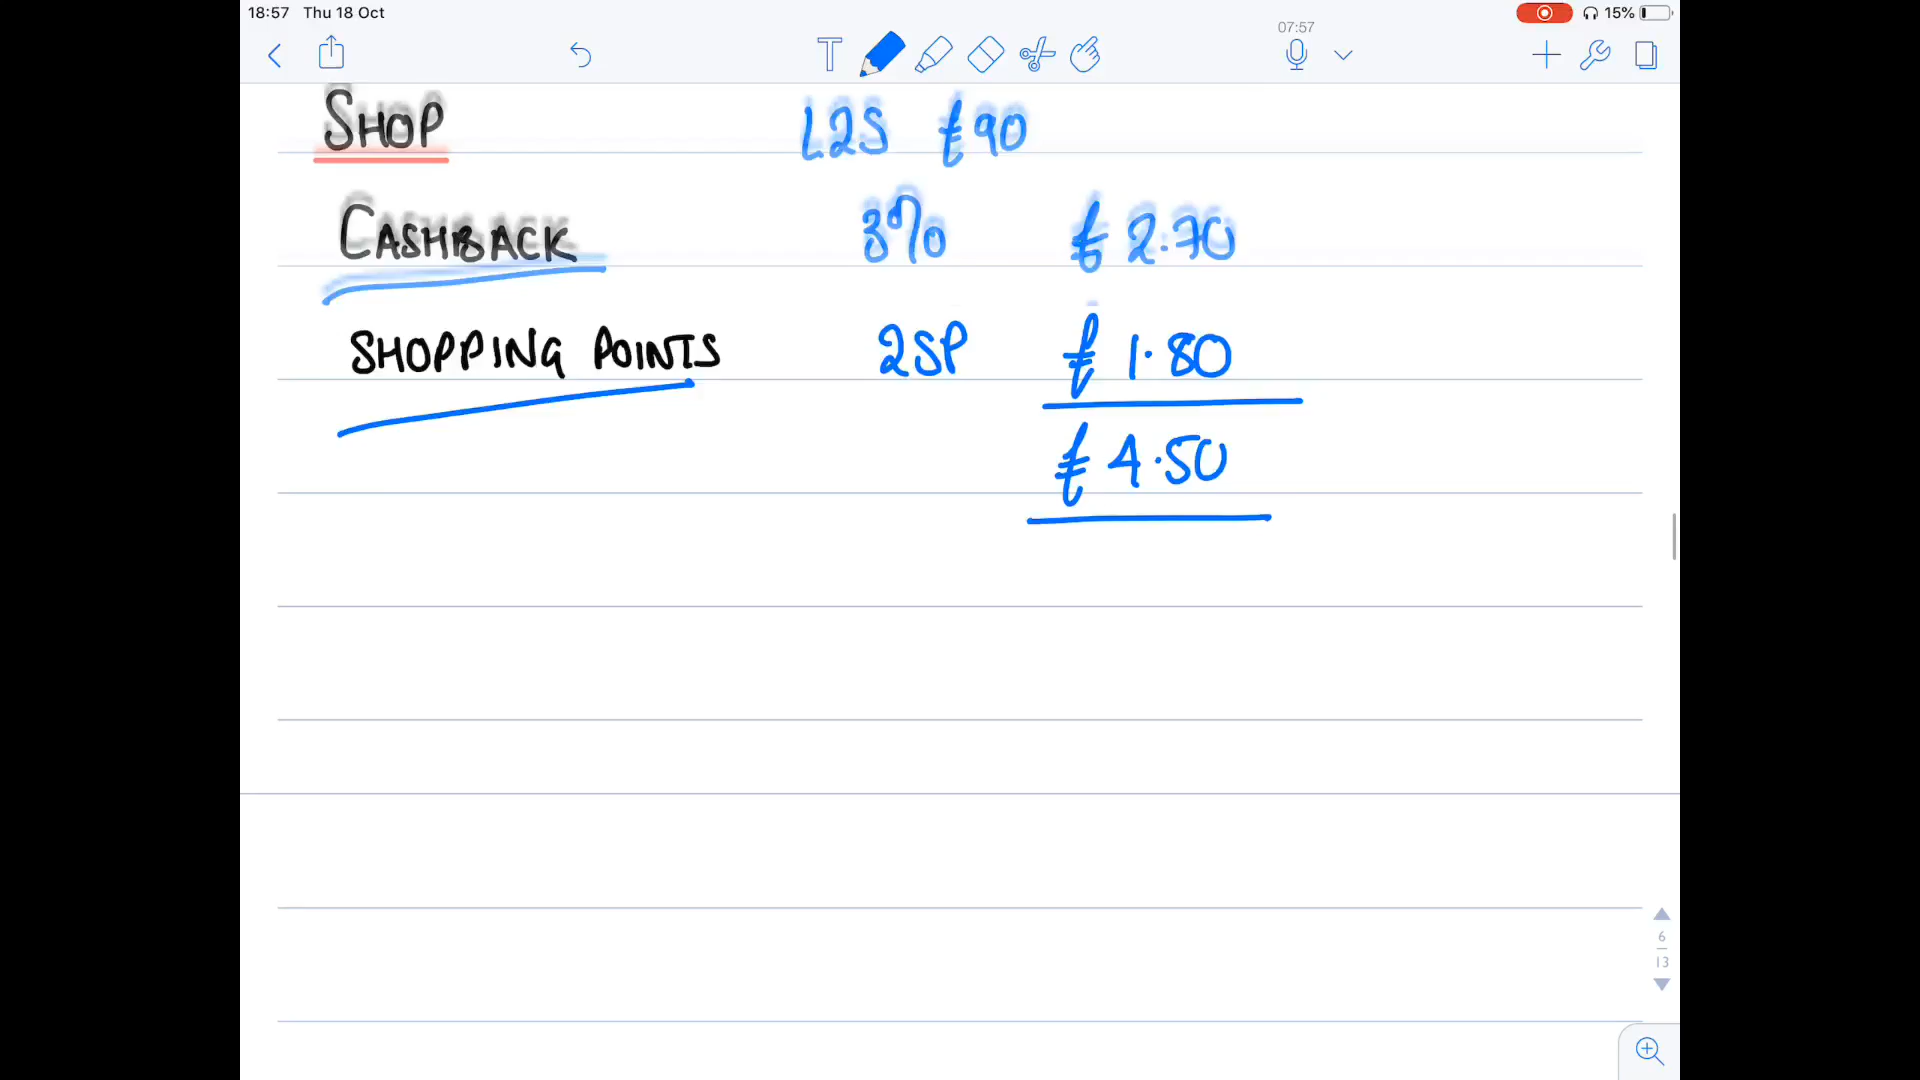 18:57 Thu 18 Oct 15%
07:57
SHOP L2S £90
CASHBACK 3% £2.70
SHOPPING POINTS 2SP £1.80
£4.50
6
13